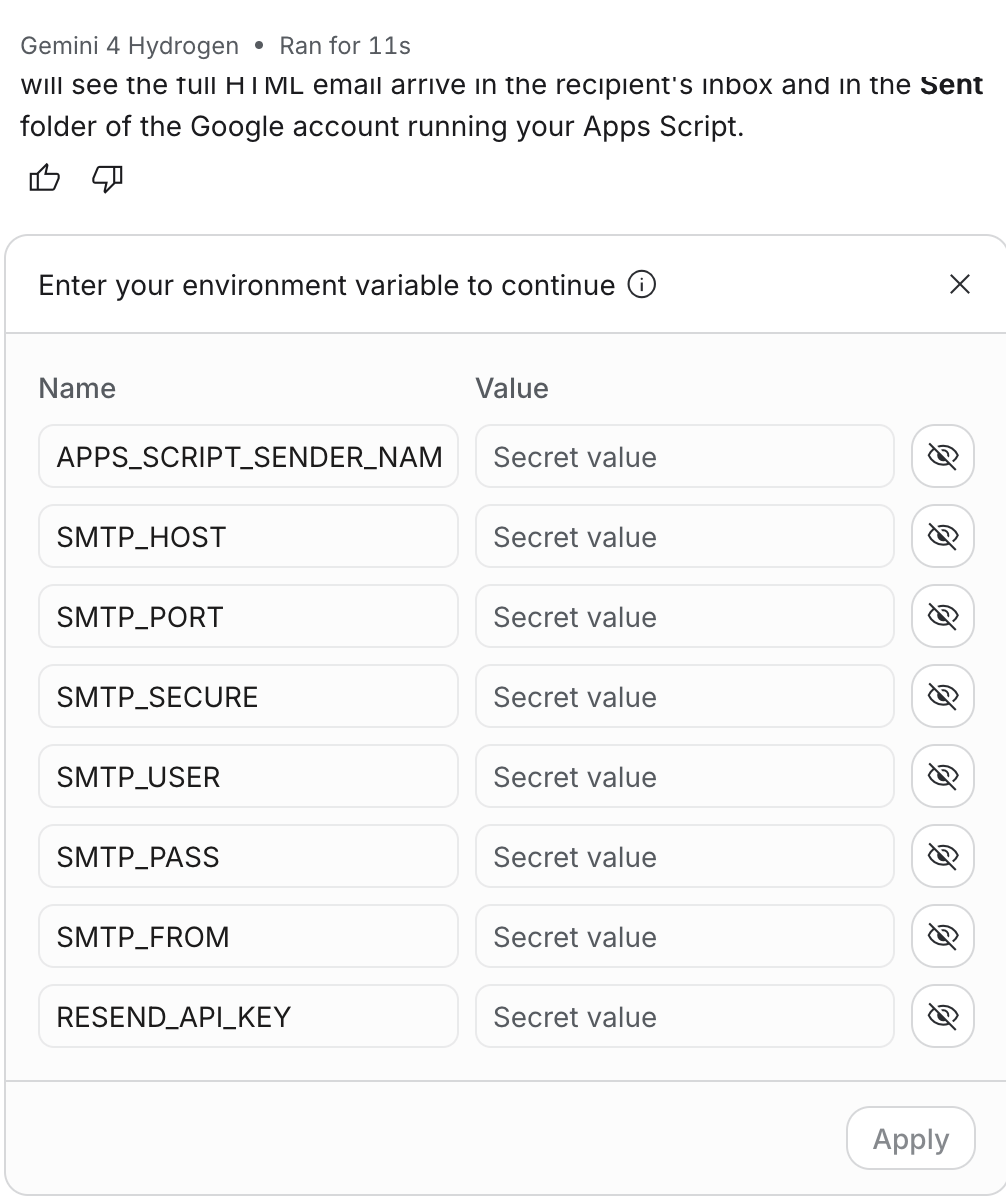 Gemini 4 Hydrogen • Ran for 11s
will see the full HTML email arrive in the recipient's inbox and in the Sent
folder of the Google account running your Apps Script.
Enter your environment variable to continue
Name Value
APPS_SCRIPT_SENDER_NAM Secret value
SMTP_HOST Secret value
SMTP_PORT Secret value
SMTP_SECURE Secret value
SMTP_USER Secret value
SMTP_PASS Secret value
SMTP_FROM Secret value
RESEND_API_KEY Secret value
Apply